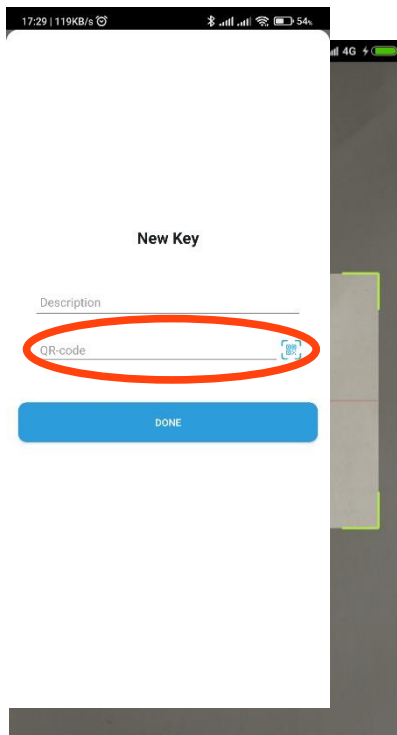 17:29 | 119KB/s 54%
4G
New Key
Description
QR-code
DONE